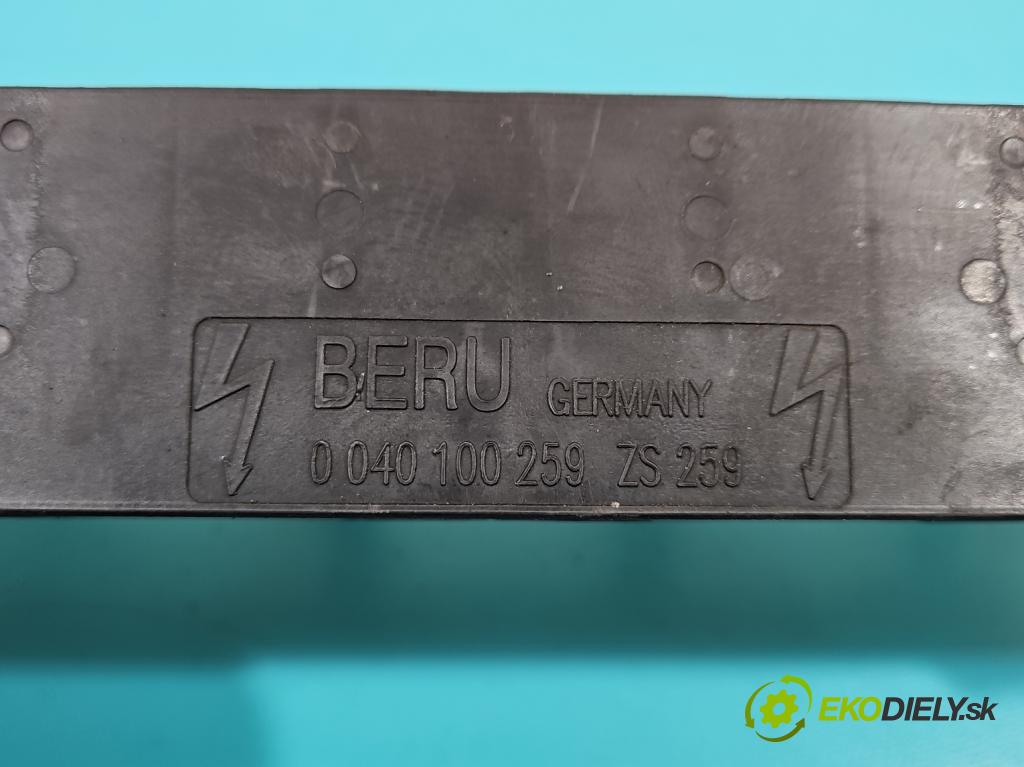 BERU GERMANY
0 040 100 259 ZS 259
EKODIELY.sk